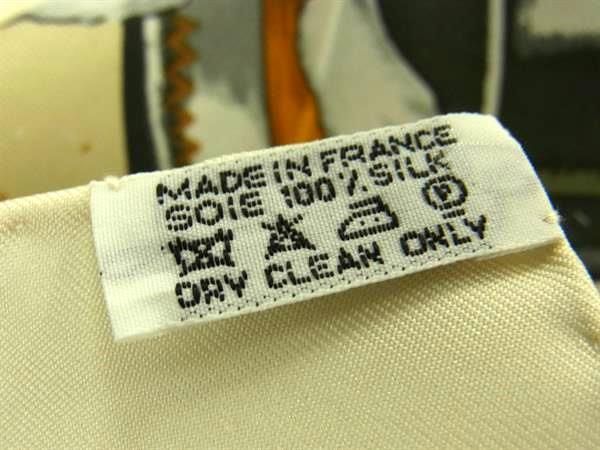 MADE IN FRANCE
SOIE 100% SILK
P
DRY CLEAN ONLY